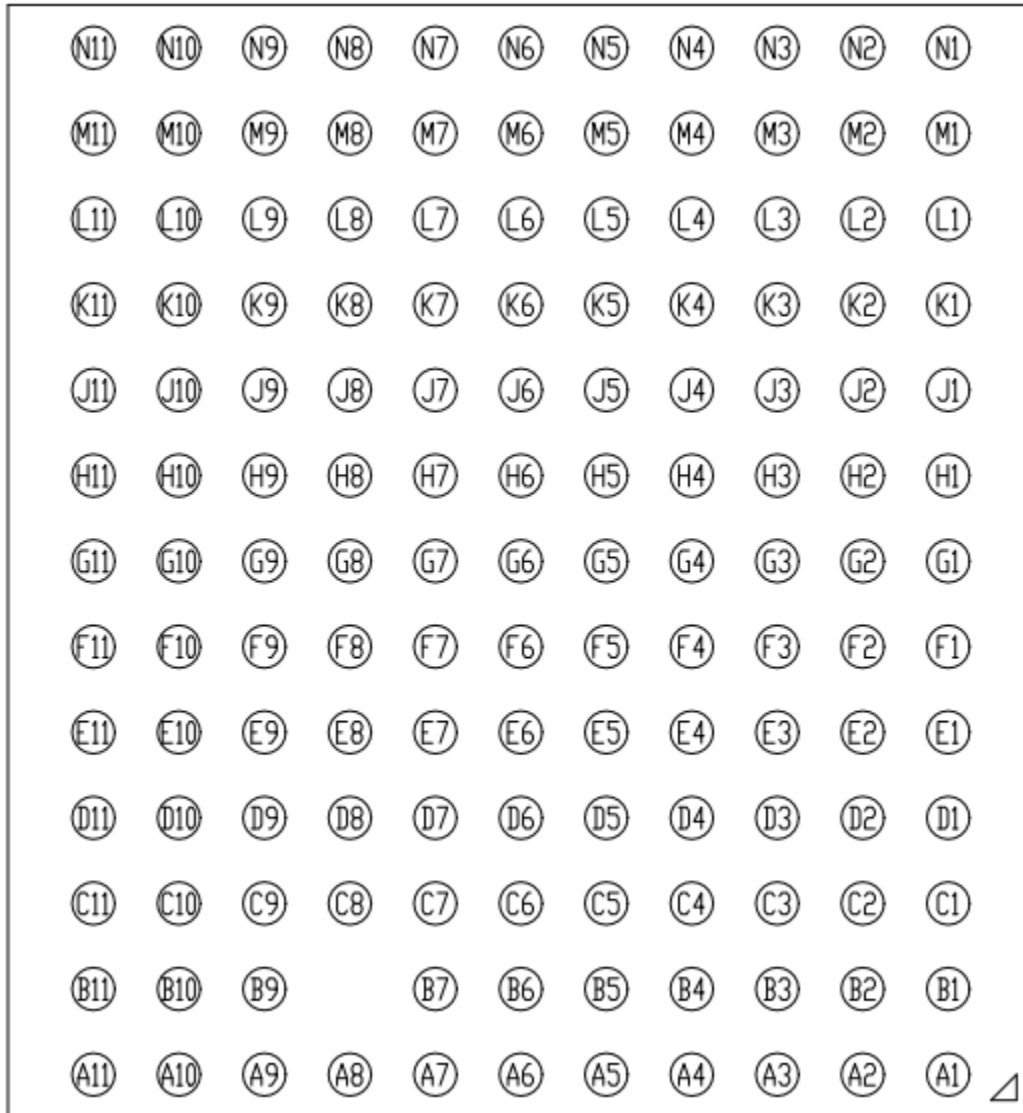 N11 N10 N9 N8 N7 N6 N5 N4 N3 N2 N1
M11 M10 M9 M8 M7 M6 M5 M4 M3 M2 M1
L11 L10 L9 L8 L7 L6 L5 L4 L3 L2 L1
K11 K10 K9 K8 K7 K6 K5 K4 K3 K2 K1
J11 J10 J9 J8 J7 J6 J5 J4 J3 J2 J1
H11 H10 H9 H8 H7 H6 H5 H4 H3 H2 H1
G11 G10 G9 G8 G7 G6 G5 G4 G3 G2 G1
F11 F10 F9 F8 F7 F6 F5 F4 F3 F2 F1
E11 E10 E9 E8 E7 E6 E5 E4 E3 E2 E1
D11 D10 D9 D8 D7 D6 D5 D4 D3 D2 D1
C11 C10 C9 C8 C7 C6 C5 C4 C3 C2 C1
B11 B10 B9 B7 B6 B5 B4 B3 B2 B1
A11 A10 A9 A8 A7 A6 A5 A4 A3 A2 A1